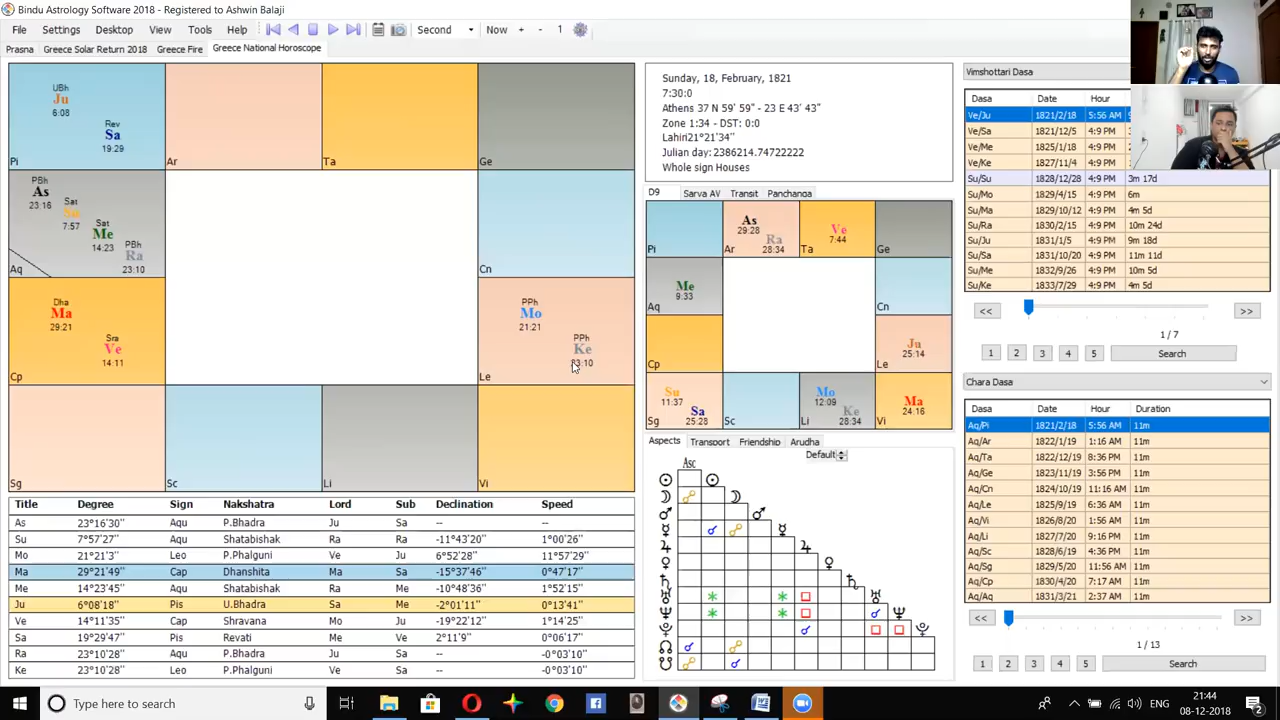 Bindu Astrology Software 2018 - Registered to Ashwin Balaji
File Settings Desktop View Tools Help Second Now + - 1
Prasna Greece Solar Return 2018 Greece Fire Greece National Horoscope
UBh
Ju
6:08
Rev
Sa
19:29
Pi
Ar
Ta
Ge
PBh
As
23:16
Sat
7:57
Sat
Me
14:23
PBh
Ra
23:10
Aq
Cn
Dha
Ma
29:21
Sra
Ve
14:11
Cp
PPh
Mo
21:21
PPh
Ke
23:10
Le
Sg
Sc
Li
Vi
Title Degree Sign Nakshatra Lord Sub Declination Speed
As 23°16'30" Aqu P.Bhadra Ju Sa -- --
Su 7°57'27" Aqu Shatabishak Ra Ra -11°43'20" 1°00'26"
Mo 21°21'3" Leo P.Phalguni Ve Ju 6°52'28" 11°57'29"
Ma 29°21'49" Cap Dhanshita Ma Sa -15°37'46" 0°47'17"
Me 14°23'45" Aqu Shatabishak Ra Me -10°48'36" 1°52'15"
Ju 6°08'18" Pis U.Bhadra Sa Me -2°01'11" 0°13'41"
Ve 14°11'35" Cap Shravna Mo Ju -19°22'12" 1°14'25"
Sa 19°29'47" Pis Revati Me Ve 2°11'9" 0°06'17"
Ra 23°10'28" Aqu P.Bhadra Ju Sa -- -0°03'10"
Ke 23°10'28" Leo P.Phalguni Ve Sa -- -0°03'10"
Sunday, 18, February, 1821
7:30:0
Athens 37 N 59' 59" - 23 E 43' 43"
Zone 1:34 - DST: 0:0
Lahiri21°21'34"
Julian day: 2386214.74722222
Whole sign Houses
D9 Sarva AV Transit Panchanga
Pi
As
29:28
Ra
28:34
Ar
Ve
7:44
Ta
Ge
Me
9:33
Aq
Cn
Cp
Ju
25:14
Le
Su
11:37
Sa
25:28
Sg
Sc
Mo
12:09
Ke
28:34
Li
Ma
24:16
Vi
Aspects Transport Friendship Arudha
Default
Asc
Vimshottari Dasa
Dasa Date Hour
Ve/Ju 1821/2/18 5:56 AM
Ve/Sa 1821/12/5 4:9 PM
Ve/Me 1825/1/18 4:9 PM
Ve/Ke 1827/11/4 4:9 PM
Su/Su 1828/12/28 4:9 PM 3m 17d
Su/Mo 1829/4/15 4:9 PM 6m
Su/Ma 1829/10/12 4:9 PM 4m 5d
Su/Ra 1830/2/15 4:9 PM 10m 24d
Su/Ju 1831/1/5 4:9 PM 9m 18d
Su/Sa 1831/10/20 4:9 PM 11m 11d
Su/Me 1832/9/26 4:9 PM 10m 5d
Su/Ke 1833/7/29 4:9 PM 4m 5d
<< >>
1 / 7
1 2 3 4 5 Search
Chara Dasa
Dasa Date Hour Duration
Aq/Pi 1821/2/18 5:56 AM 11m
Aq/Ar 1822/1/19 1:16 AM 11m
Aq/Ta 1822/12/19 8:36 PM 11m
Aq/Ge 1823/11/19 3:56 PM 11m
Aq/Cn 1824/10/19 11:16 AM 11m
Aq/Le 1825/9/19 6:36 AM 11m
Aq/Vi 1826/8/20 1:56 AM 11m
Aq/Li 1827/7/20 9:16 PM 11m
Aq/Sc 1828/6/19 4:36 PM 11m
Aq/Sg 1829/5/20 11:56 AM 11m
Aq/Cp 1830/4/20 7:17 AM 11m
Aq/Aq 1831/3/21 2:37 AM 11m
<< >>
1 / 13
1 2 3 4 5 Search
Type here to search
21:44
08-12-2018
2